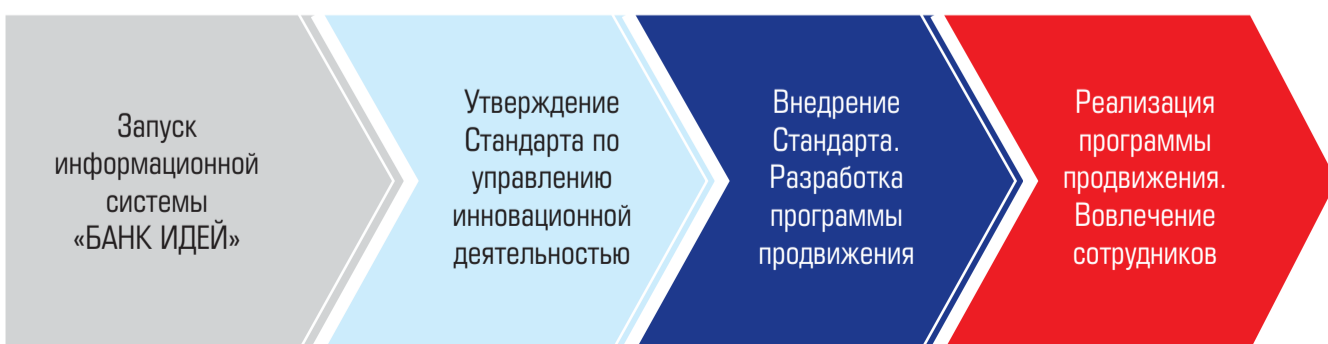 Запуск
информационной
системы
«БАНК ИДЕЙ»
Утверждение
Стандарта по
управлению
инновационной
деятельностью
Внедрение
Стандарта.
Разработка
программы
продвижения
Реализация
программы
продвижения.
Вовлечение
сотрудников